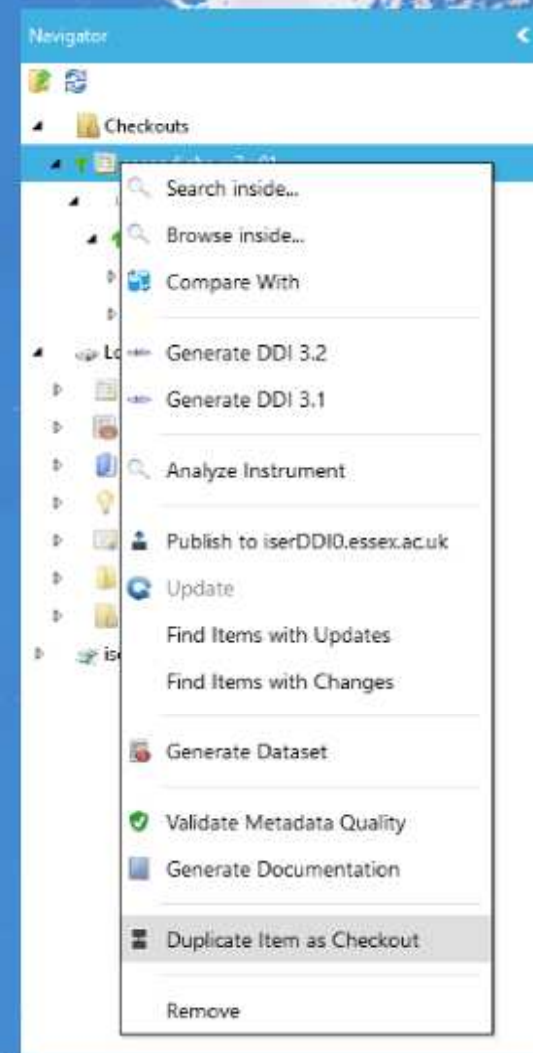 Navigator
Checkouts
Search inside...
Browse inside...
Compare With
Generate DDI 3.2
Generate DDI 3.1
Analyze Instrument
Publish to iserDDI0.essex.ac.uk
Update
Find Items with Updates
Find Items with Changes
Generate Dataset
Validate Metadata Quality
Generate Documentation
Duplicate Item as Checkout
Remove